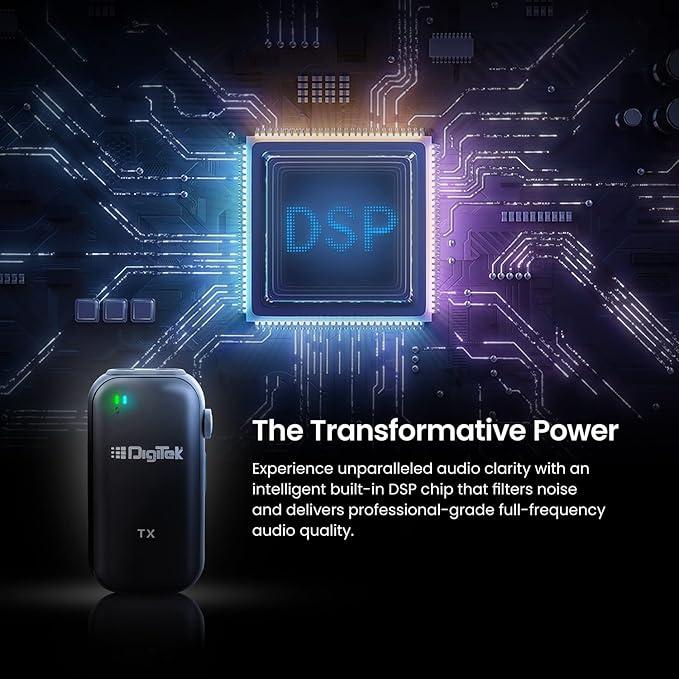 DSP
DigiTek
TX
The Transformative Power
Experience unparalleled audio clarity with an
intelligent built-in DSP chip that filters noise
and delivers professional-grade full-frequency
audio quality.